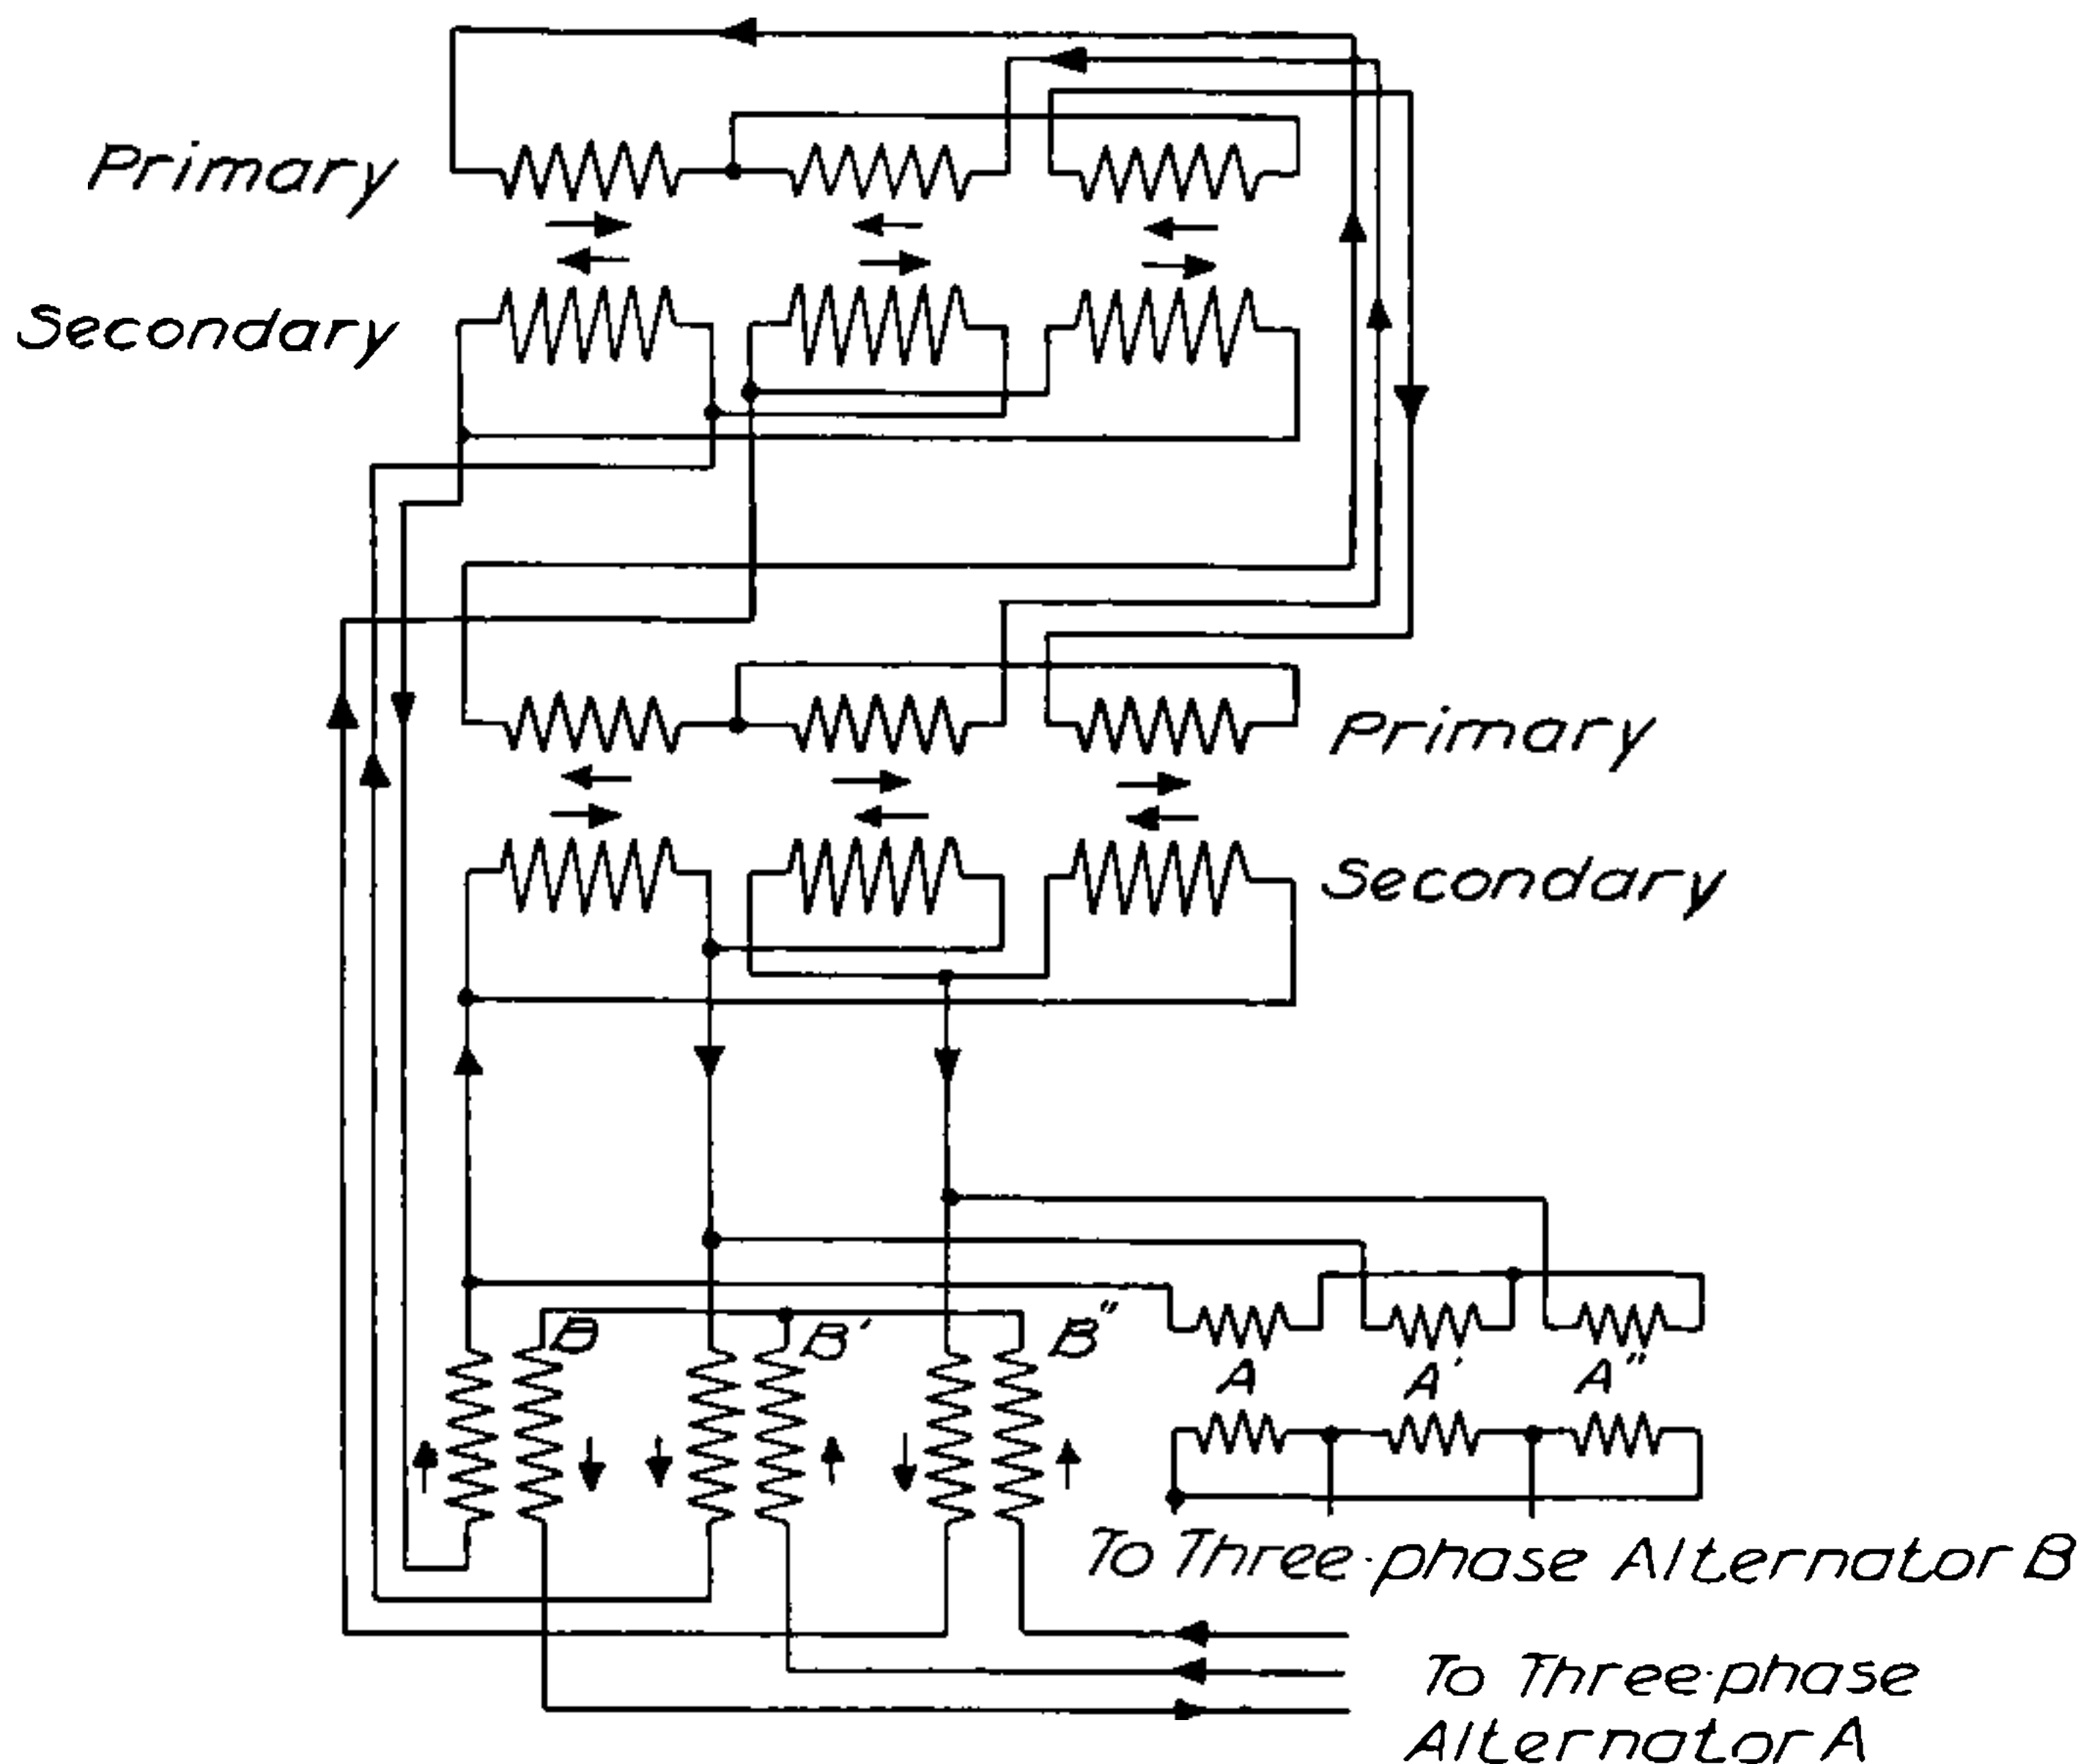 Primary
Secondary
Primary
Secondary
B B' B"
A A' A"
To Three-phase Alternator B
To Three-phase
Alternator A